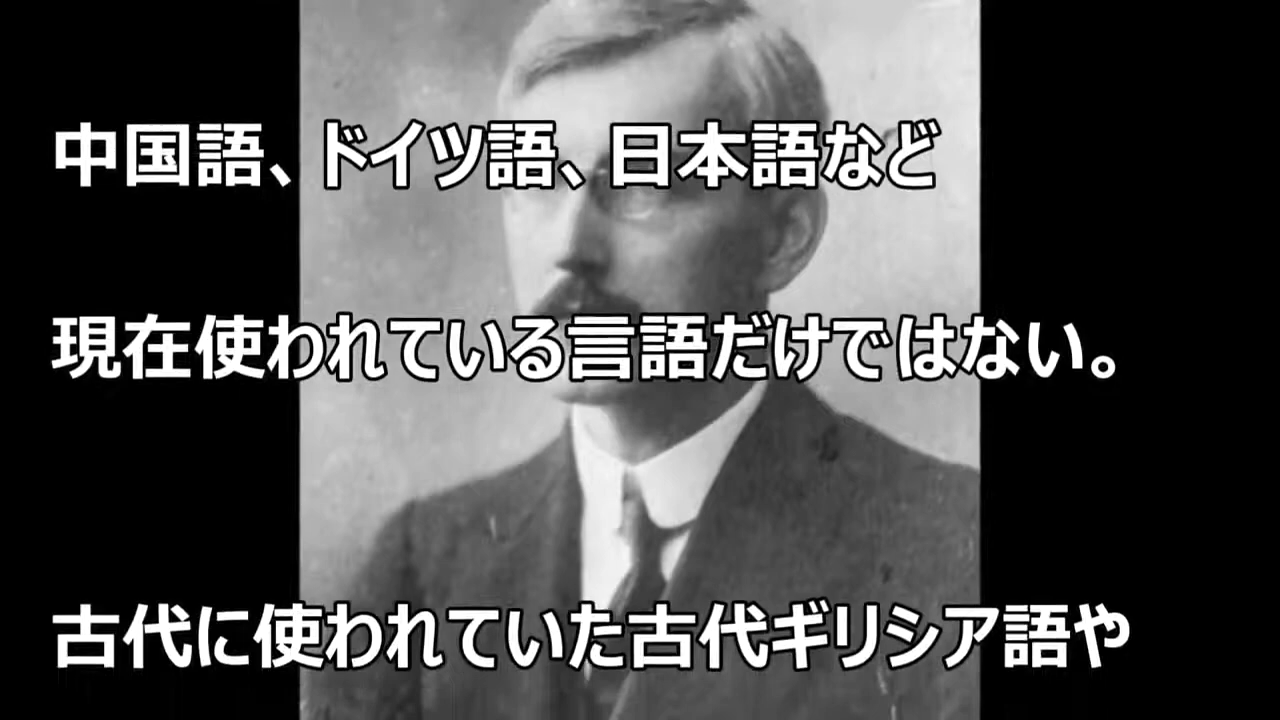 中国語、ドイツ語、日本語など
現在使われている言語だけではない。
古代に使われていた古代ギリシア語や